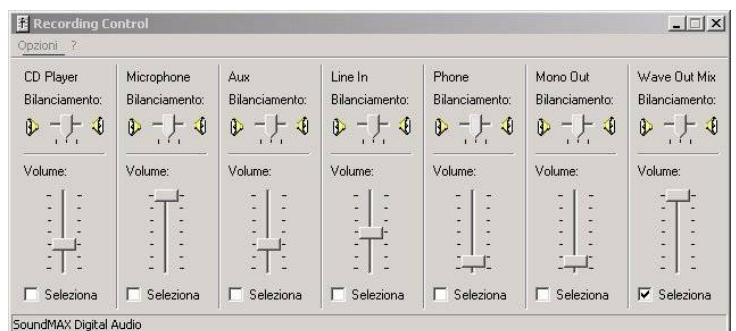 Recording Control
Opzioni ?
CD Player Microphone Aux Line In Phone Mono Out Wave Out Mix
Bilanciamento: Bilanciamento: Bilanciamento: Bilanciamento: Bilanciamento: Bilanciamento: Bilanciamento:
Volume: Volume: Volume: Volume: Volume: Volume: Volume:
Seleziona Seleziona Seleziona Seleziona Seleziona Seleziona Seleziona
SoundMAX Digital Audio